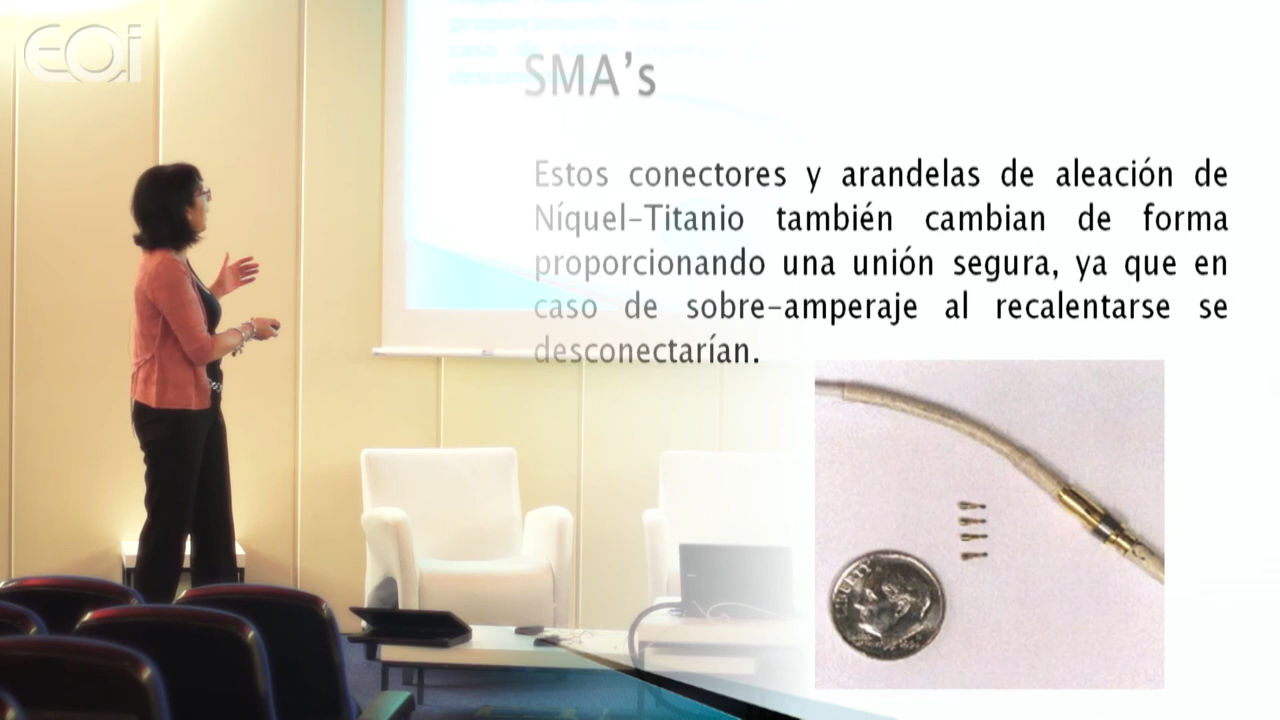 EOi
SMA's
Estos conectores y arandelas de aleación de
Níquel-Titanio también cambian de forma
proporcionando una unión segura, ya que en
caso de sobre-amperaje al recalentarse se
desconectarían.
LIBERTY